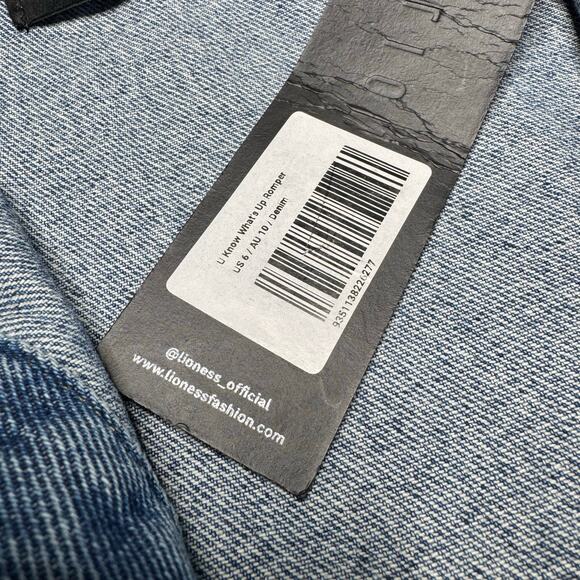 U Know What's Up Romper
US 6 / AU 10 / Denim
9351138226277
@lioness_official
www.lionessfashion.com